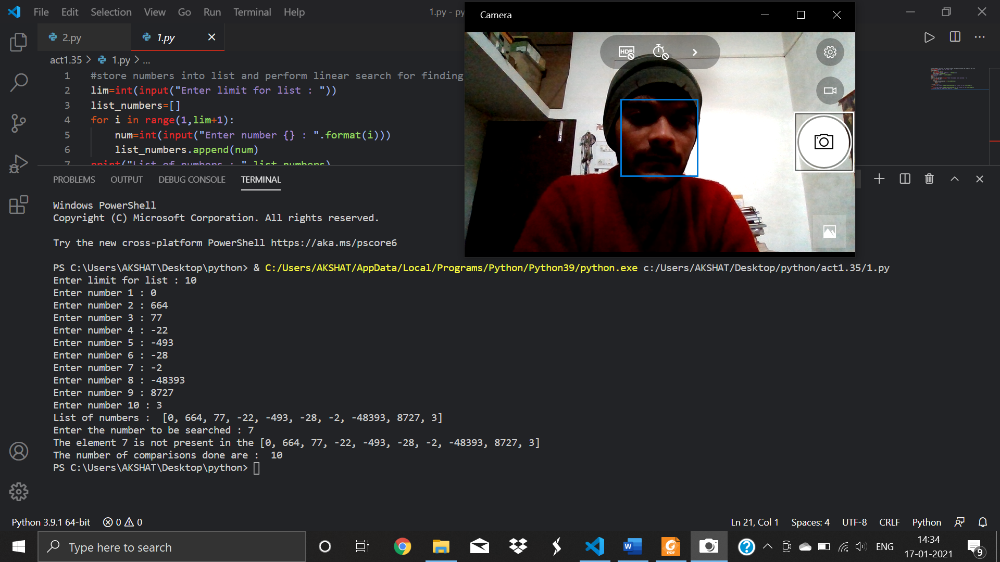 File Edit Selection View Go Run Terminal Help 1.py - py
Camera
2.py 1.py
act1.35 > 1.py > ...
HDR
1 #store numbers into list and perform linear search for finding
2 lim=int(input("Enter limit for list : "))
3 list_numbers=[]
4 for i in range(1,lim+1):
5 num=int(input("Enter number {} : ".format(i)))
6 list_numbers.append(num)
7 print("List of numbers : ",list_numbers)
PROBLEMS OUTPUT DEBUG CONSOLE TERMINAL
Windows PowerShell
Copyright (C) Microsoft Corporation. All rights reserved.
Try the new cross-platform PowerShell https://aka.ms/pscore6
PS C:\Users\AKSHAT\Desktop\python> & C:/Users/AKSHAT/AppData/Local/Programs/Python/Python39/python.exe c:/Users/AKSHAT/Desktop/python/act1.35/1.py
Enter limit for list : 10
Enter number 1 : 0
Enter number 2 : 664
Enter number 3 : 77
Enter number 4 : -22
Enter number 5 : -493
Enter number 6 : -28
Enter number 7 : -2
Enter number 8 : -48393
Enter number 9 : 8727
Enter number 10 : 3
List of numbers :  [0, 664, 77, -22, -493, -28, -2, -48393, 8727, 3]
Enter the number to be searched : 7
The element 7 is not present in the [0, 664, 77, -22, -493, -28, -2, -48393, 8727, 3]
The number of comparisons done are :  10
PS C:\Users\AKSHAT\Desktop\python>
Python 3.9.1 64-bit 0 0 Ln 21, Col 1 Spaces: 4 UTF-8 CRLF Python
Type here to search
W
PDF
?
ENG
14:34
17-01-2021
9